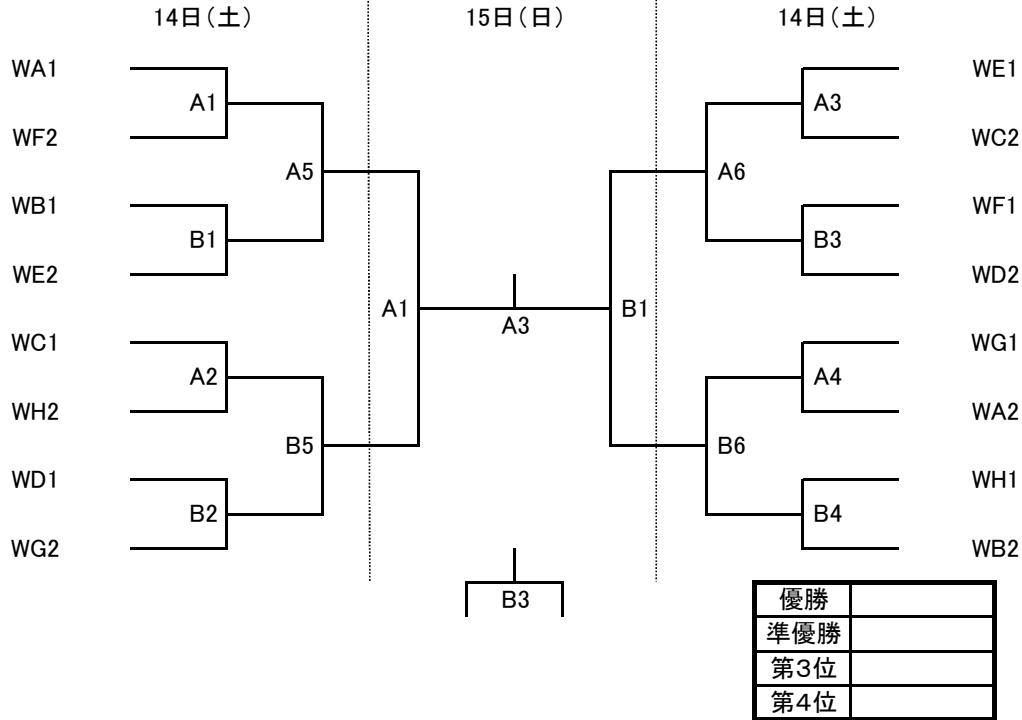 14日（土） 15日（日） 14日（土）
WA1 WE1
A1 A3
WF2 WC2
A5 A6
WB1 WF1
B1 B3
WE2 WD2
A1 B1
A3
WC1 WG1
A2 A4
WH2 WA2
B5 B6
WD1 WH1
B2 B4
WG2 WB2
B3
優勝
準優勝
第3位
第4位